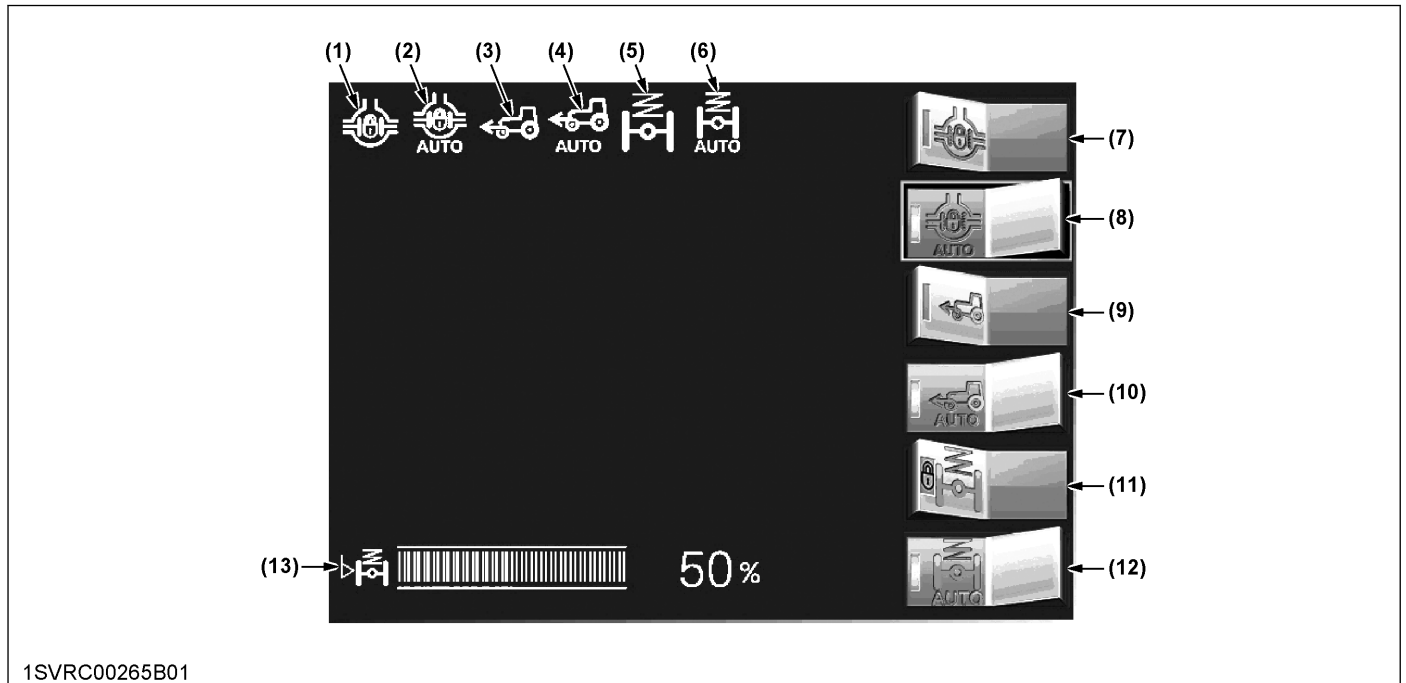 (1) (2) (3) (4) (5) (6)
AUTO AUTO AUTO
(7)
(8)
AUTO
(9)
(10)
AUTO
(11)
(12)
AUTO
(13) 50%
1SVRC00265B01